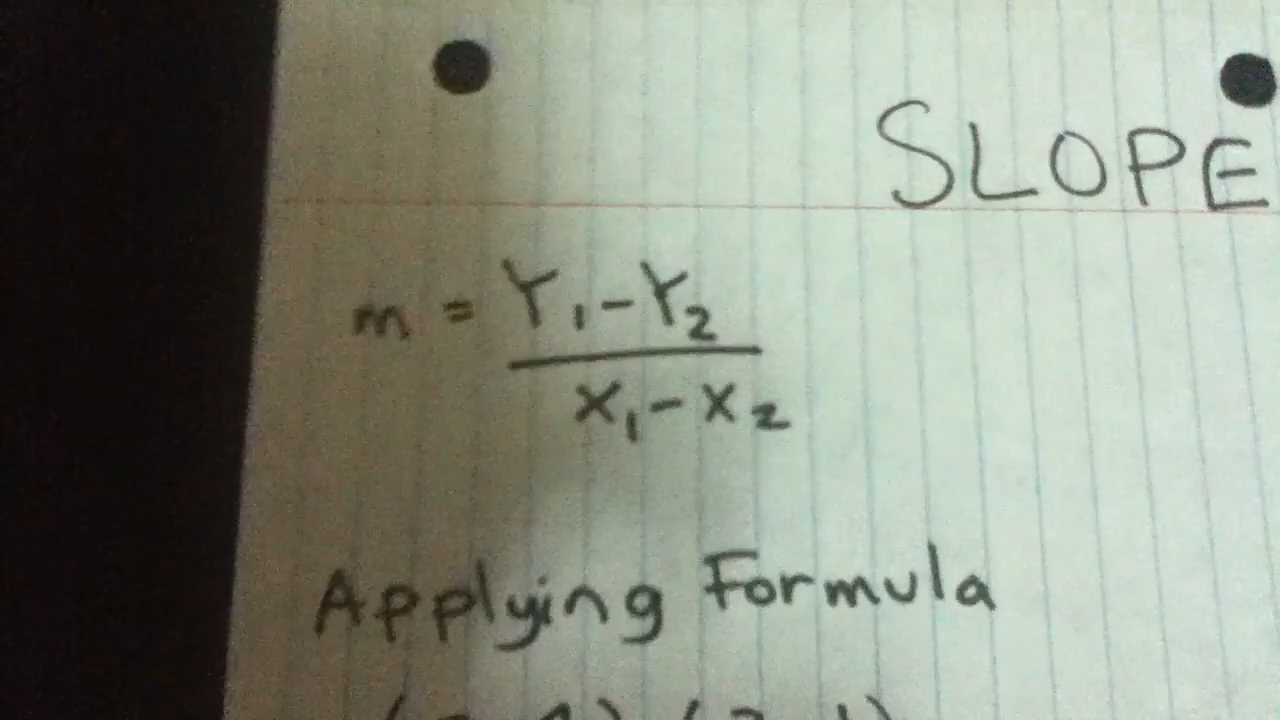 SLOPE
m = Y₁-Y₂
X₁-X₂
Applying Formula